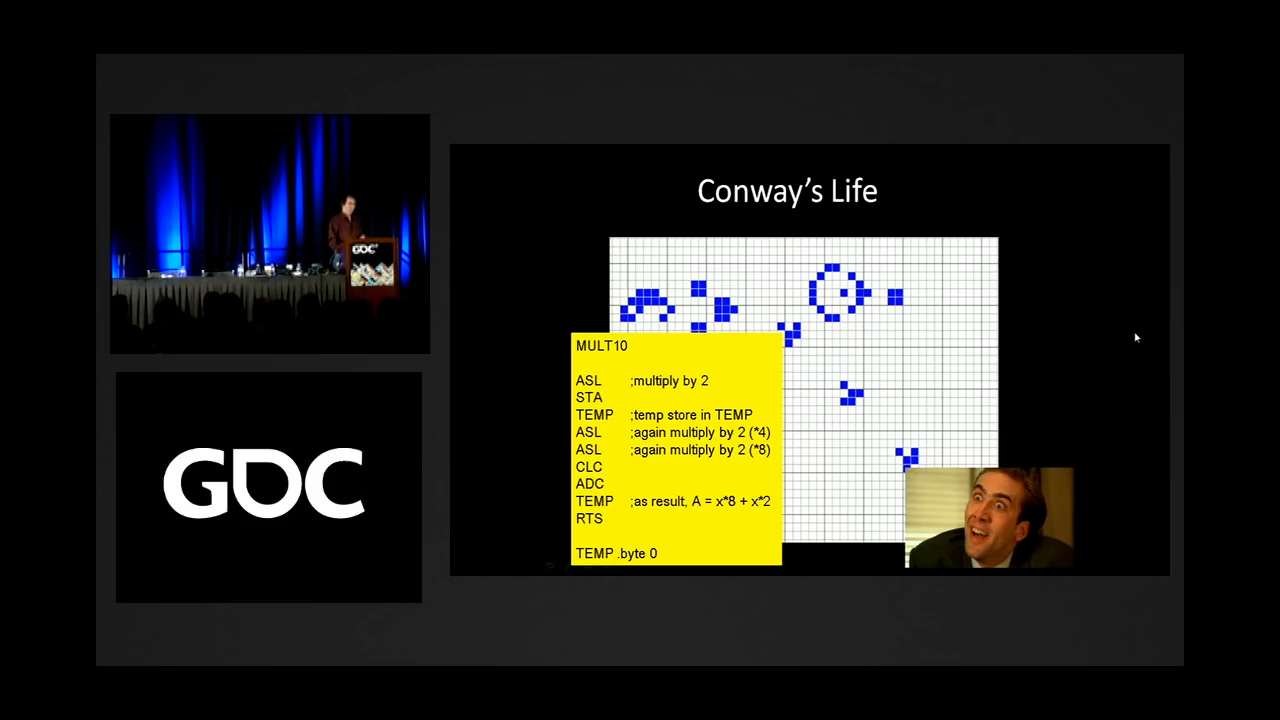 GDC
Conway's Life
MULT10
ASL ;multiply by 2
STA
TEMP ;temp store in TEMP
ASL ;again multiply by 2 (*4)
ASL ;again multiply by 2 (*8)
CLC
ADC
TEMP ;as result, A = x*8 + x*2
RTS
TEMP .byte 0
GDC